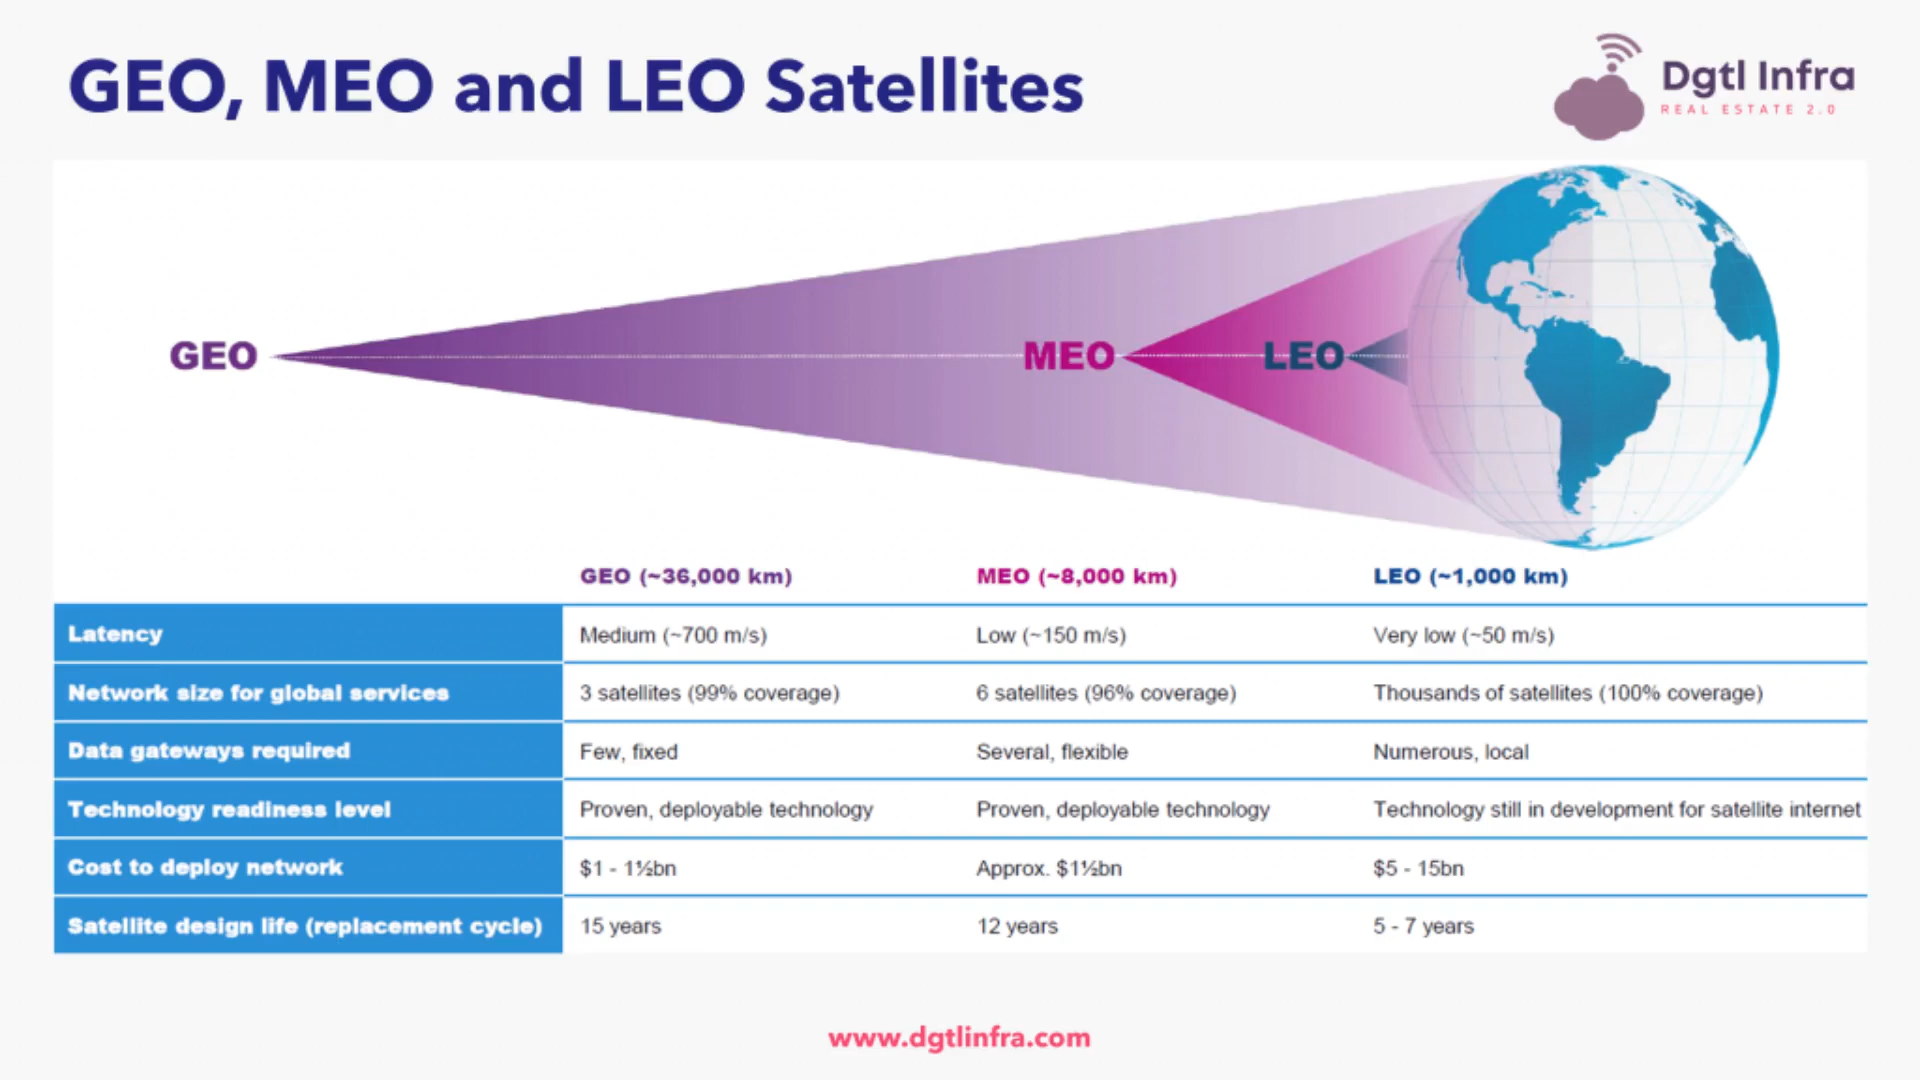 GEO, MEO and LEO Satellites
Dgtl Infra
REAL ESTATE 2.0
GEO
MEO
LEO
GEO (~36,000 km) MEO (~8,000 km) LEO (~1,000 km)
Latency Medium (~700 m/s) Low (~150 m/s) Very low (~50 m/s)
Network size for global services 3 satellites (99% coverage) 6 satellites (96% coverage) Thousands of satellites (100% coverage)
Data gateways required Few, fixed Several, flexible Numerous, local
Technology readiness level Proven, deployable technology Proven, deployable technology Technology still in development for satellite internet
Cost to deploy network $1 - 1½bn Approx. $1½bn $5 - 15bn
Satellite design life (replacement cycle) 15 years 12 years 5 - 7 years
www.dgtlinfra.com